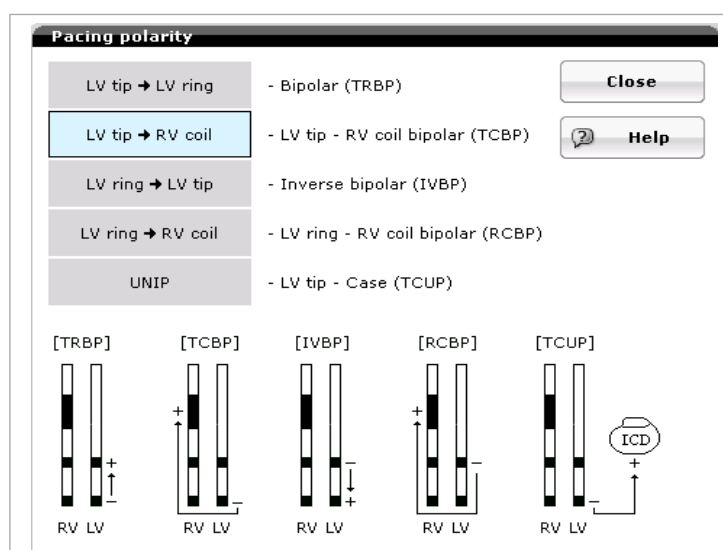 Pacing polarity
LV tip ➔ LV ring - Bipolar (TRBP) Close
LV tip ➔ RV coil - LV tip - RV coil bipolar (TCBP) Help
LV ring ➔ LV tip - Inverse bipolar (IVBP)
LV ring ➔ RV coil - LV ring - RV coil bipolar (RCBP)
UNIP - LV tip - Case (TCUP)
[TRBP] [TCBP] [IVBP] [RCBP] [TCUP]
+ +
ICD
+ - - +
- - + -
RV LV RV LV RV LV RV LV RV LV